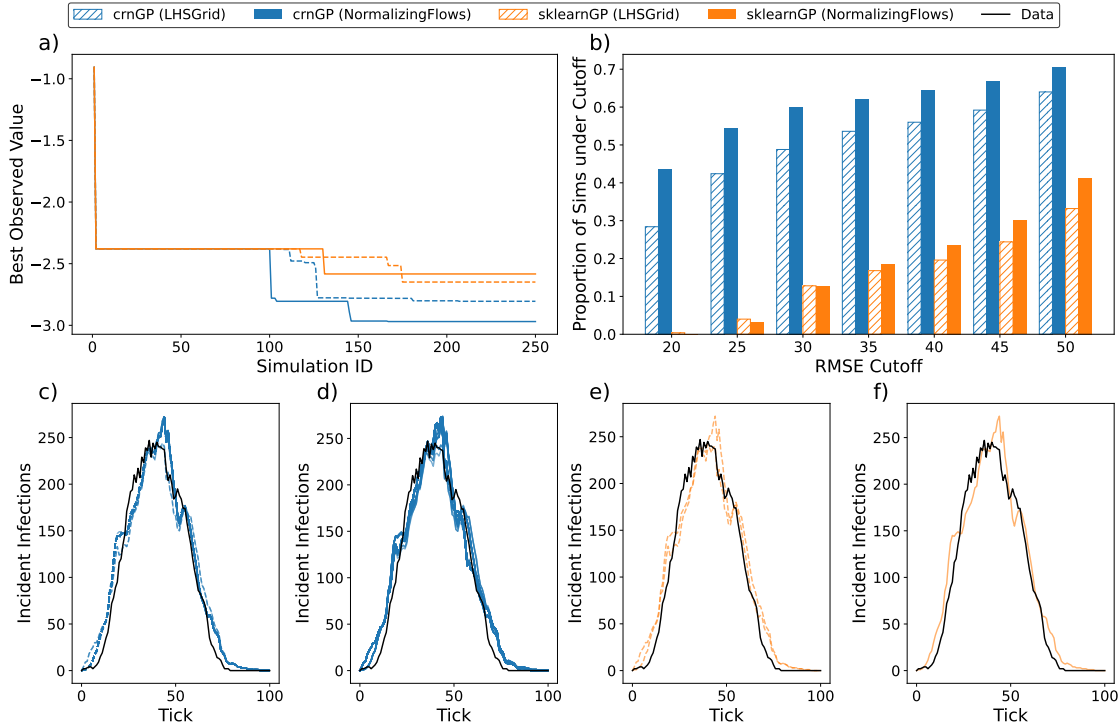 crnGP (LHSGrid) crnGP (NormalizingFlows) sklearnGP (LHSGrid) sklearnGP (NormalizingFlows) Data
a)
Best Observed Value
−1.0
−1.5
−2.0
−2.5
−3.0
0 50 100 150 200 250
Simulation ID
b)
Proportion of Sims under Cutoff
0.7
0.6
0.5
0.4
0.3
0.2
0.1
0.0
20 25 30 35 40 45 50
RMSE Cutoff
c)
Incident Infections
250
200
150
100
50
0
0 50 100
Tick
d)
Incident Infections
250
200
150
100
50
0
0 50 100
Tick
e)
Incident Infections
250
200
150
100
50
0
0 50 100
Tick
f)
Incident Infections
250
200
150
100
50
0
0 50 100
Tick